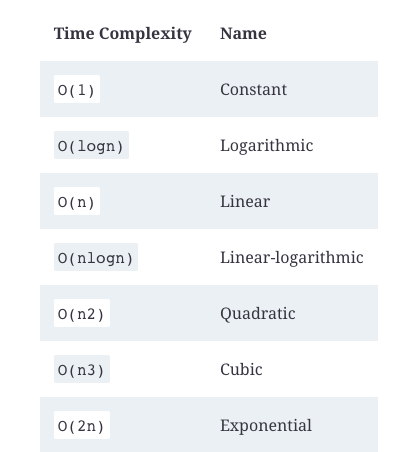 Time Complexity Name
O(1) Constant
O(logn) Logarithmic
O(n) Linear
O(nlogn) Linear-logarithmic
O(n2) Quadratic
O(n3) Cubic
O(2n) Exponential